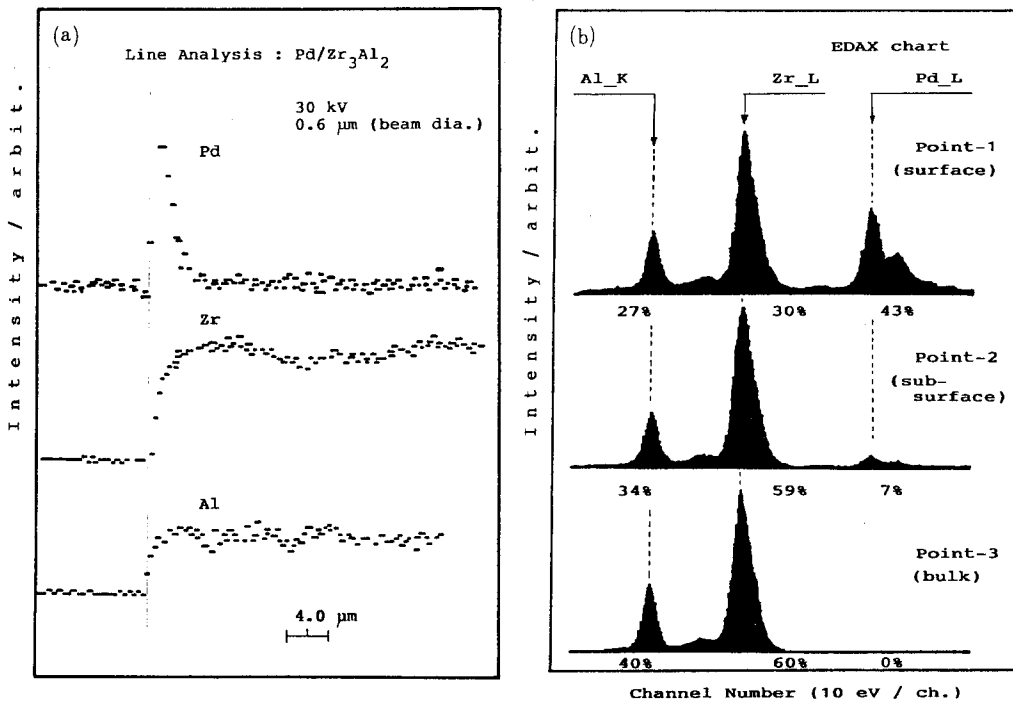 (a)
Line Analysis : Pd/Zr3Al2
30 kV
0.6 μm (beam dia.)
Pd
Zr
Al
4.0 μm
Intensity / arbit.
(b)
EDAX chart
Al_K
Zr_L
Pd_L
Point-1
(surface)
27% 30% 43%
Point-2
(sub-
surface)
34% 59% 7%
Point-3
(bulk)
40% 60% 0%
Intensity / arbit.
Channel Number (10 eV / ch.)